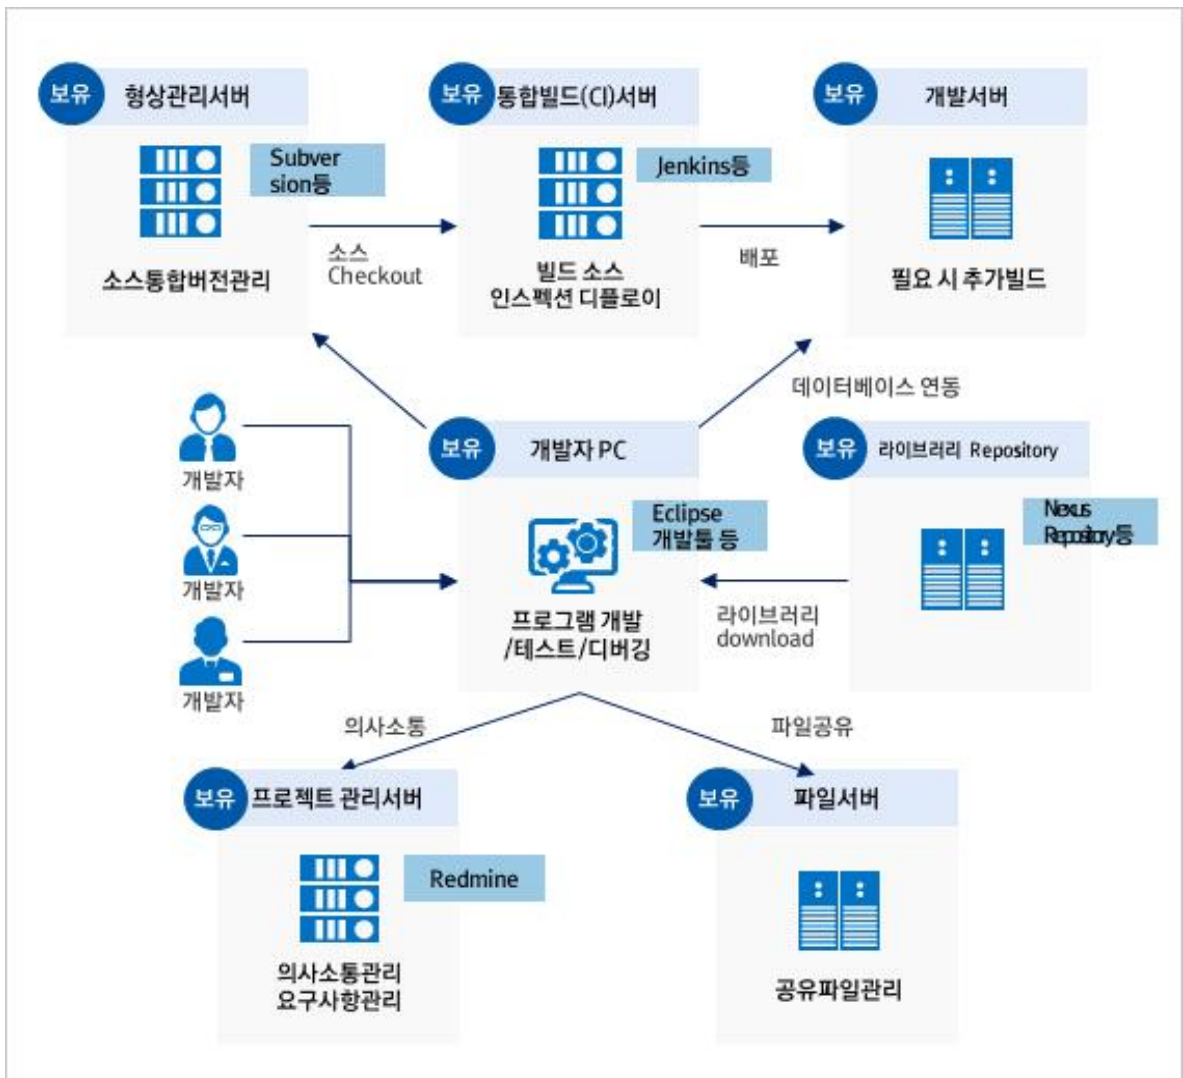 보유 형상관리서버
Subver
sion등
소스통합버전관리
소스
Checkout
보유 통합빌드(CI)서버
Jenkins등
빌드 소스
인스펙션 디플로이
배포
보유 개발서버
필요 시 추가빌드
데이터베이스 연동
개발자
개발자
개발자
보유 개발자 PC
Eclipse
개발툴 등
프로그램 개발
/테스트/디버깅
보유 라이브러리 Repository
Nexus
Repository등
라이브러리
download
의사소통
파일공유
보유 프로젝트 관리서버
Redmine
의사소통관리
요구사항관리
보유 파일서버
공유파일관리